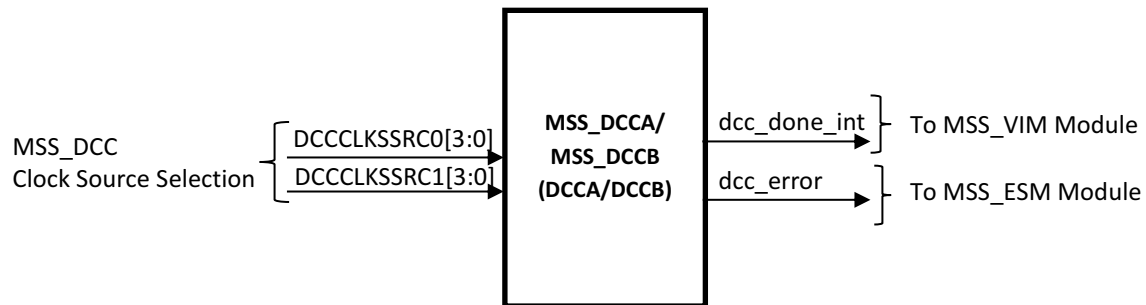 MSS_DCC
Clock Source Selection
DCCCLKSSRC0[3:0]
DCCCLKSSRC1[3:0]
MSS_DCCA/
MSS_DCCB
(DCCA/DCCB)
dcc_done_int
To MSS_VIM Module
dcc_error
To MSS_ESM Module